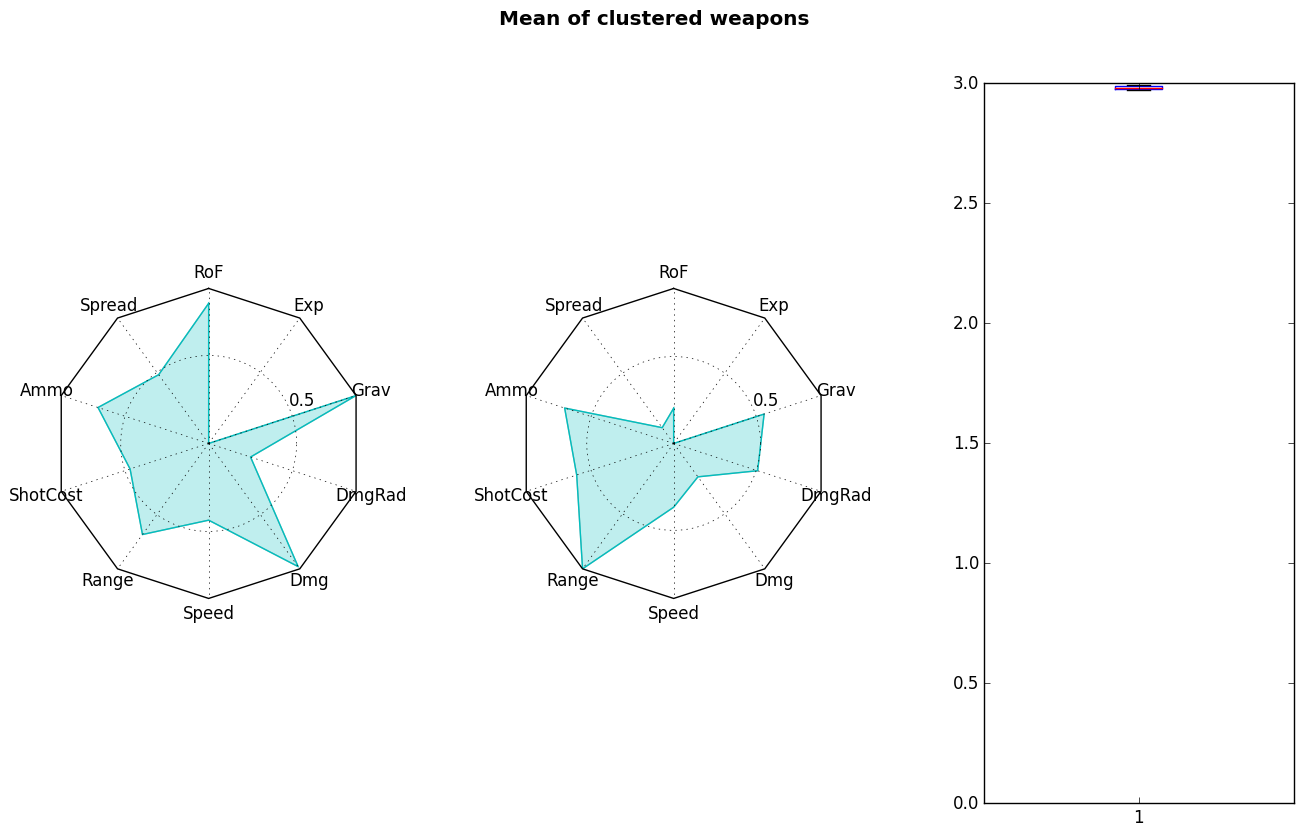 Mean of clustered weapons
RoF
Spread
Exp
Ammo
Grav
0.5
ShotCost
DmgRad
Range
Dmg
Speed
RoF
Spread
Exp
Ammo
Grav
0.5
ShotCost
DmgRad
Range
Dmg
Speed
3.0
2.5
2.0
1.5
1.0
0.5
0.0
1